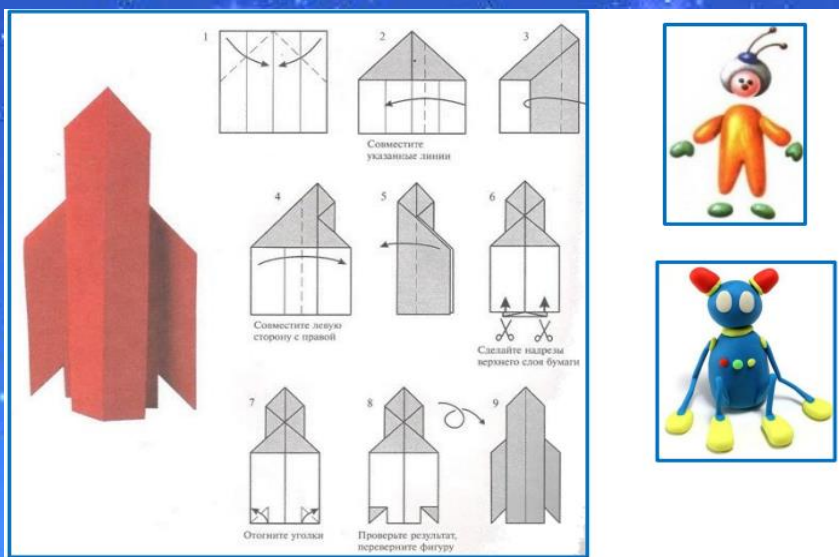 1
2
3
Совместите
указанные линии
4
5
6
Совместите левую
сторону с правой
Сделайте надрезы
верхнего слоя бумаги
7
8
9
Отогните уголки
Проверьте результат,
переверните фигуру